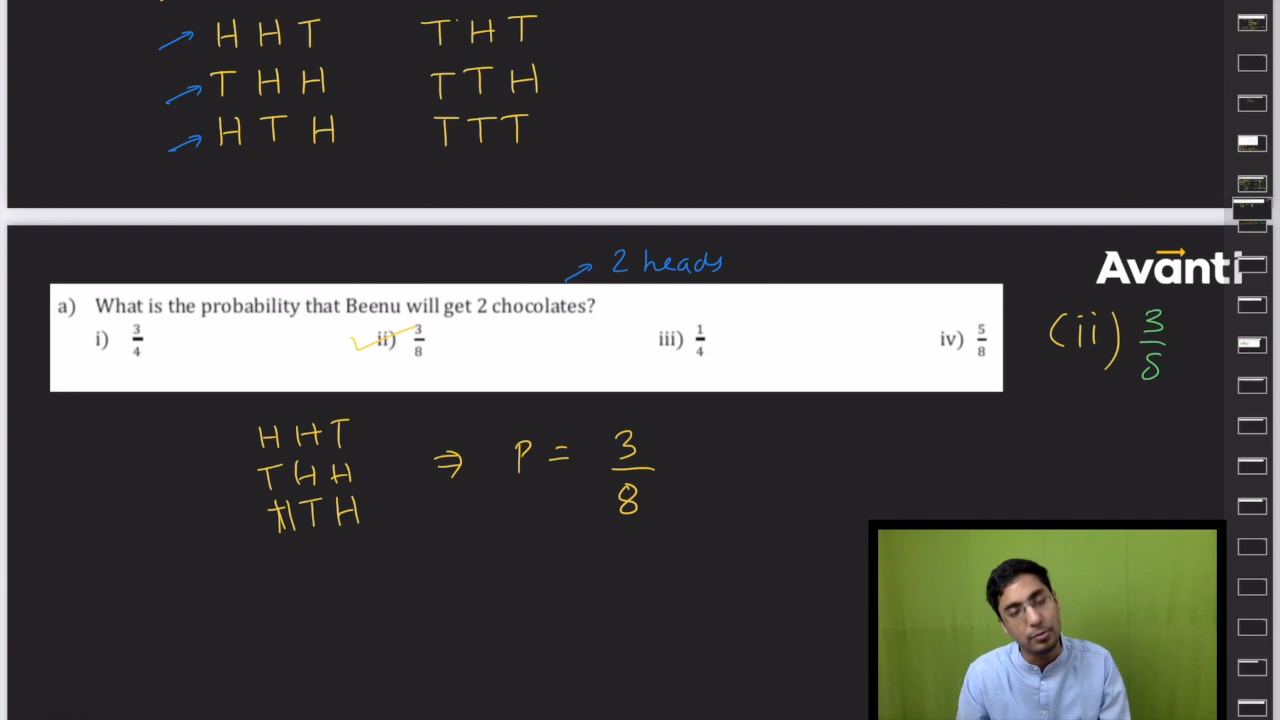 H H T T H T
T H H T T H
H T H T T T
2 heads
Avanti
a) What is the probability that Beenu will get 2 chocolates?
i) 3/4 ii) 3/8 iii) 1/4 iv) 5/8
(ii) 3/8
H H T
T H H ⇒ P = 3/8
H T H